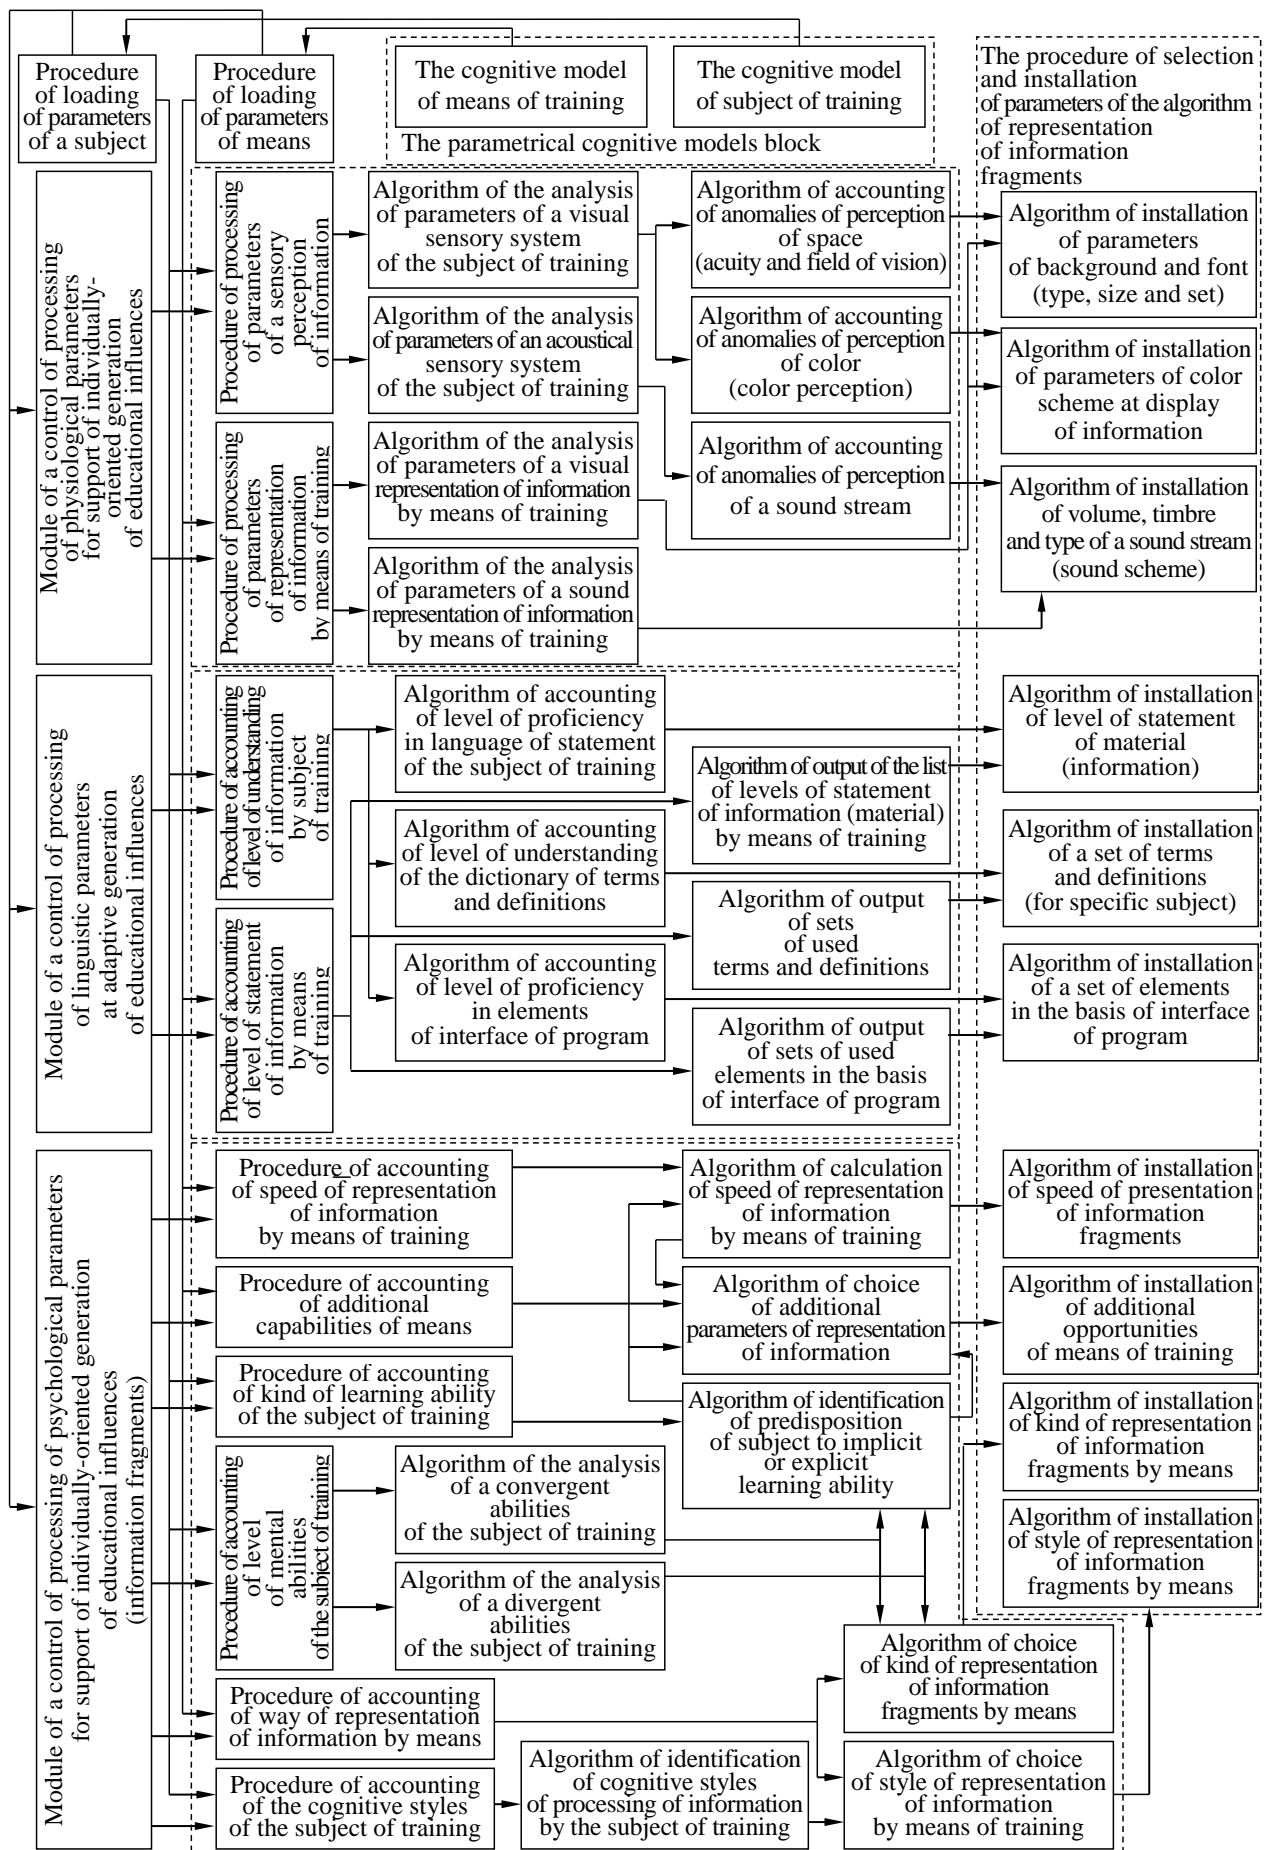 Procedure
of loading
of parameters
of a subject
Procedure
of loading
of parameters
of means
The cognitive model
of means of training
The cognitive model
of subject of training
The parametrical cognitive models block
The procedure of selection
and installation
of parameters of the algorithm
of representation
of information
fragments
Module of a control of processing
of physiological parameters
for support of individually-
oriented generation
of educational influences
Procedure of processing
of parameters
of a sensory
perception
of information
Algorithm of the analysis
of parameters of a visual
sensory system
of the subject of training
Algorithm of accounting
of anomalies of perception
of space
(acuity and field of vision)
Algorithm of installation
of parameters
of background and font
(type, size and set)
Algorithm of the analysis
of parameters of an acoustical
sensory system
of the subject of training
Algorithm of accounting
of anomalies of perception
of color
(color perception)
Algorithm of installation
of parameters of color
scheme at display
of information
Procedure of processing
of parameters
of representation
of information
by means of training
Algorithm of the analysis
of parameters of a visual
representation of information
by means of training
Algorithm of accounting
of anomalies of perception
of a sound stream
Algorithm of installation
of volume, timbre
and type of a sound stream
(sound scheme)
Algorithm of the analysis
of parameters of a sound
representation of information
by means of training
Module of a control of processing
of linguistic parameters
at adaptive generation
of educational influences
Procedure of accounting
of level of understanding
of information
by subject
of training
Algorithm of accounting
of level of proficiency
in language of statement
of the subject of training
Algorithm of output of the list
of levels of statement
of information (material)
by means of training
Algorithm of installation
of level of statement
of material
(information)
Algorithm of accounting
of level of understanding
of the dictionary of terms
and definitions
Algorithm of installation
of a set of terms
and definitions
(for specific subject)
Procedure of accounting
of level of statement
of information
by means
of training
Algorithm of output
of sets
of used
terms and definitions
Algorithm of accounting
of level of proficiency
in elements
of interface of program
Algorithm of installation
of a set of elements
in the basis of interface
of program
Algorithm of output
of sets of used
elements in the basis
of interface of program
Module of a control of processing of psychological parameters
for support of individually-oriented generation
of educational influences
(information fragments)
Procedure of accounting
of speed of representation
of information
by means of training
Algorithm of calculation
of speed of representation
of information
by means of training
Algorithm of installation
of speed of presentation
of information
fragments
Procedure of accounting
of additional
capabilities of means
Algorithm of choice
of additional
parameters of representation
of information
Algorithm of installation
of additional
opportunities
of means of training
Procedure of accounting
of kind of learning ability
of the subject of training
Algorithm of identification
of predisposition
of subject to implicit
or explicit
learning ability
Algorithm of installation
of kind of representation
of information
fragments by means
Procedure of accounting
of level
of mental
abilities
of the subject of training
Algorithm of the analysis
of a convergent
abilities
of the subject of training
Algorithm of installation
of style of representation
of information
fragments by means
Algorithm of the analysis
of a divergent
abilities
of the subject of training
Algorithm of choice
of kind of representation
of information
fragments by means
Procedure of accounting
of way of representation
of information by means
Procedure of accounting
of the cognitive styles
of the subject of training
Algorithm of identification
of cognitive styles
of processing of information
by the subject of training
Algorithm of choice
of style of representation
of information
by means of training